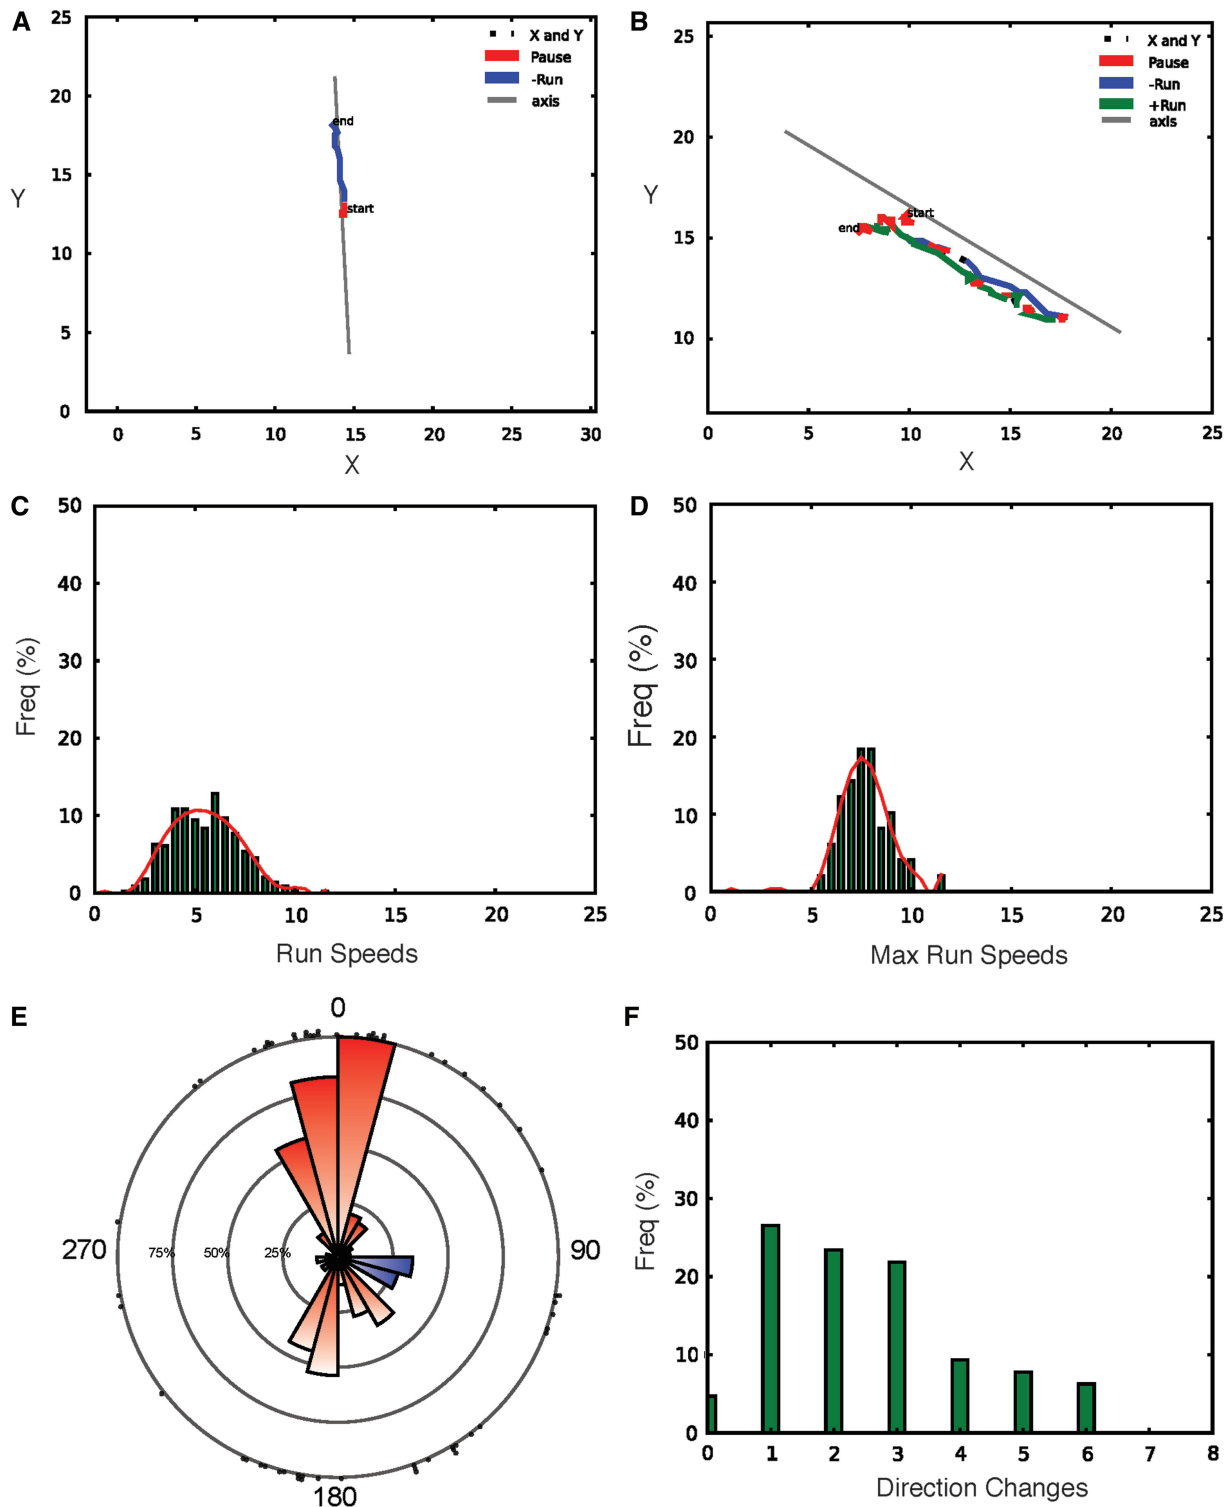 A
25
20
15
10
5
0
Y
0 5 10 15 20 25 30
X
X and Y
Pause
-Run
axis
end
start
B
25
20
15
10
Y
0 5 10 15 20 25
X
X and Y
Pause
-Run
+Run
axis
start
end
C
50
40
30
20
10
0
Freq (%)
0 5 10 15 20 25
Run Speeds
D
50
40
30
20
10
0
Freq (%)
0 5 10 15 20 25
Max Run Speeds
E
0
270 75% 50% 25% 90
180
F
50
40
30
20
10
0
Freq (%)
0 1 2 3 4 5 6 7 8
Direction Changes